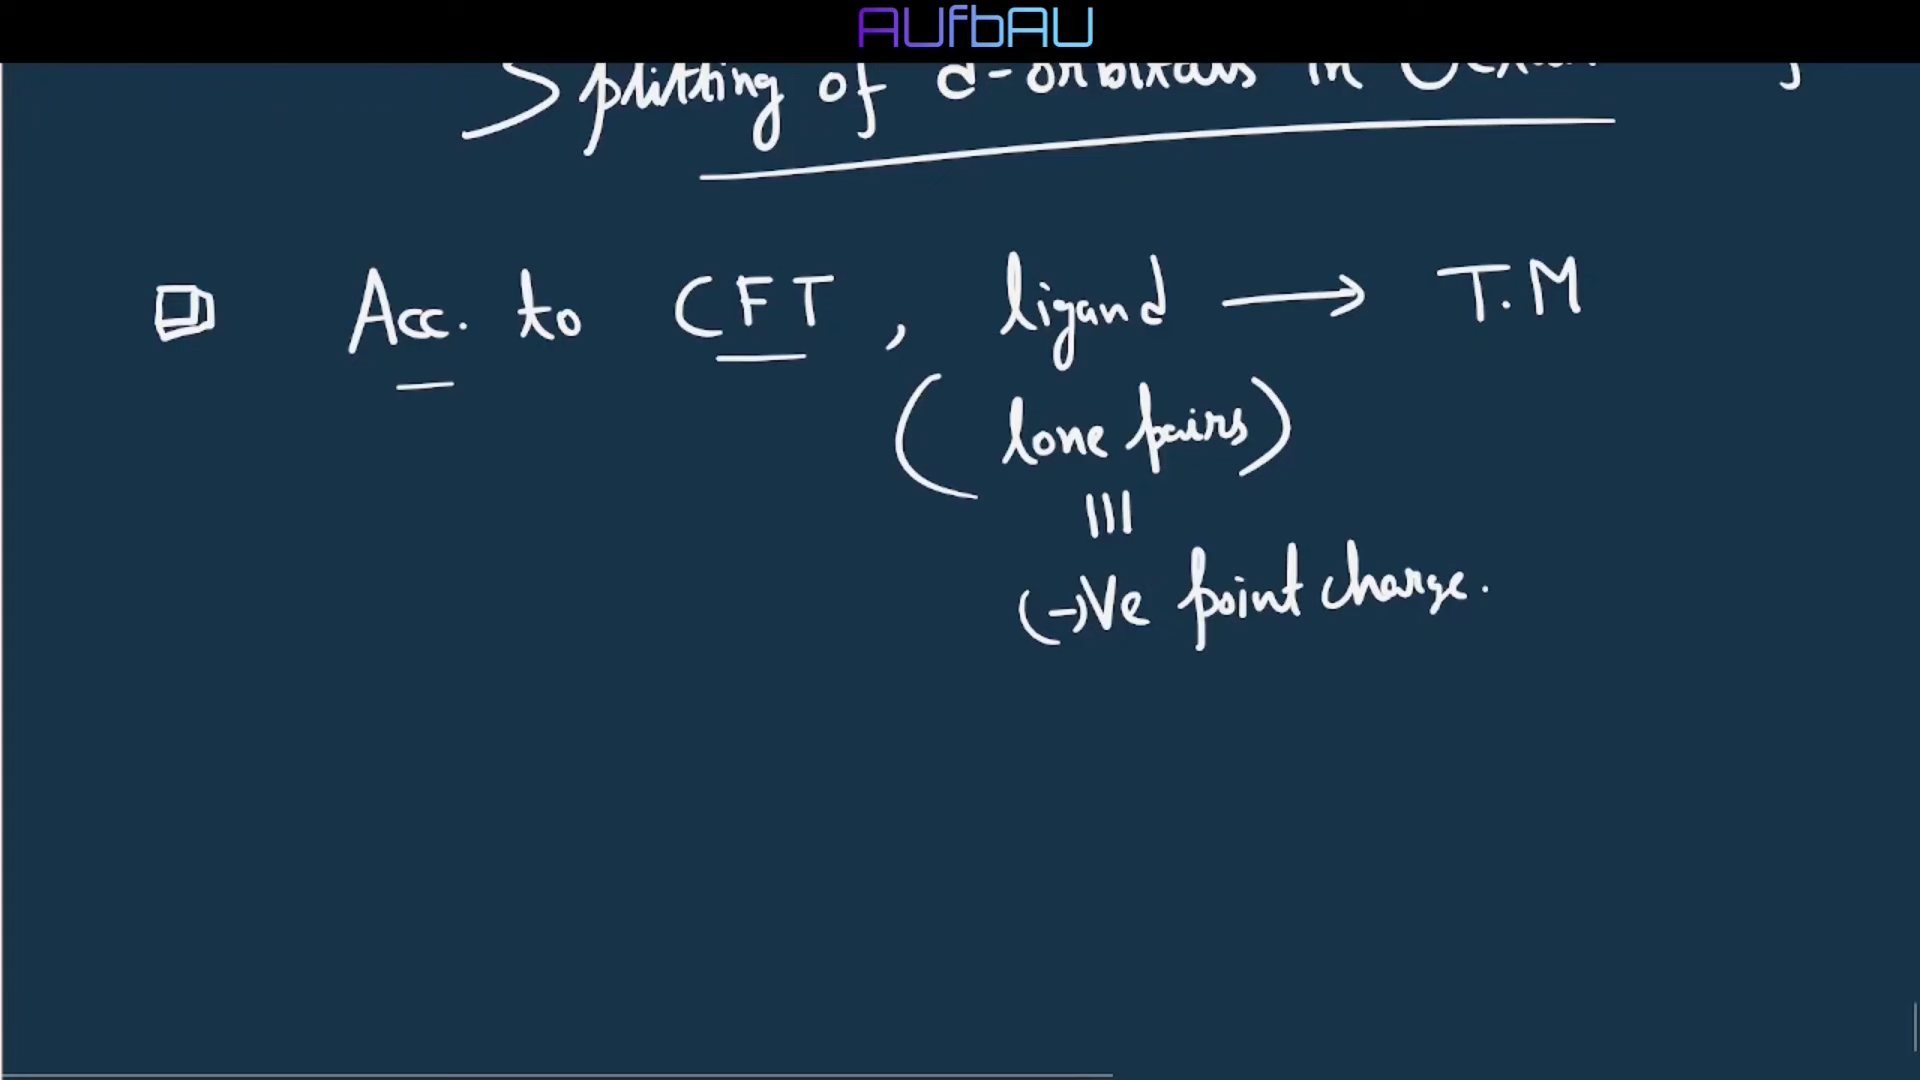 AUFBAU
Splitting of d-orbitals in
Acc. to CFT, ligand → T.M
(lone pairs)
|||
(-)ve point charge.